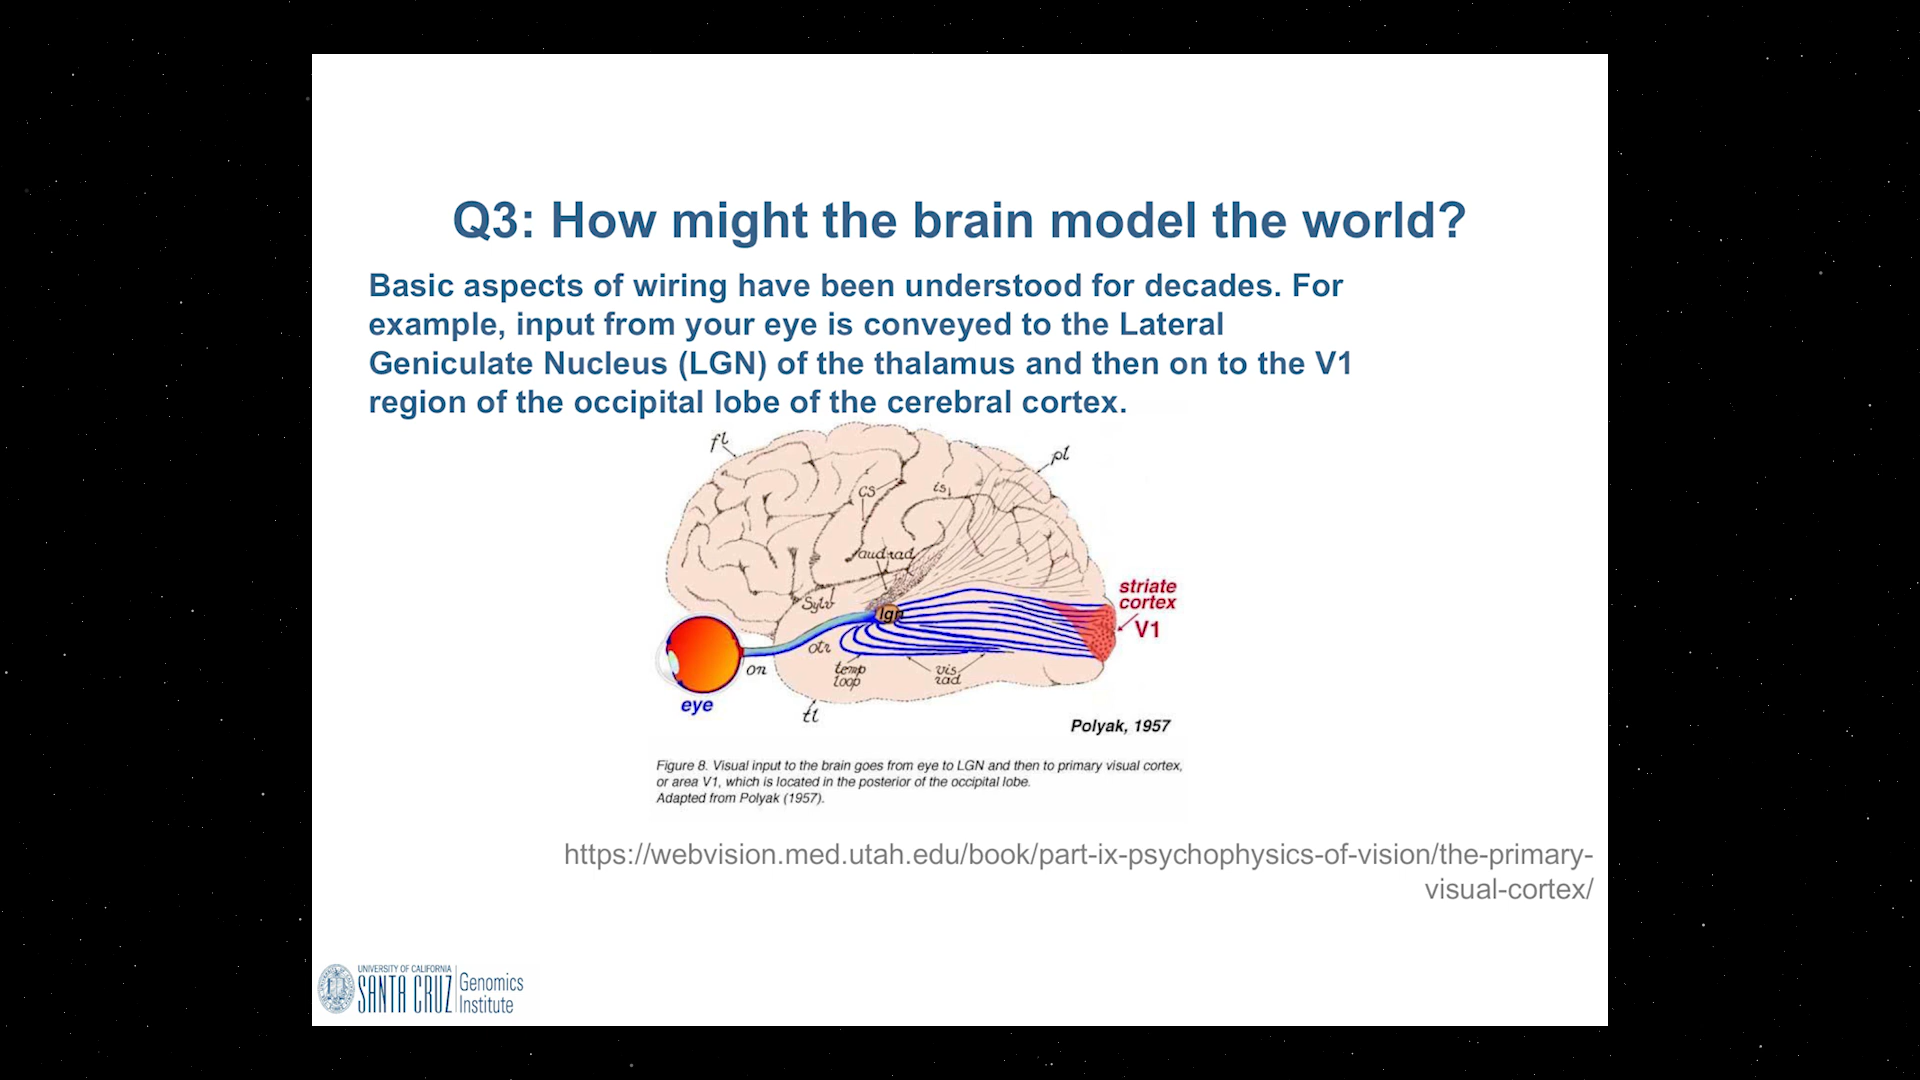 Q3: How might the brain model the world?
Basic aspects of wiring have been understood for decades. For
example, input from your eye is conveyed to the Lateral
Geniculate Nucleus (LGN) of the thalamus and then on to the V1
region of the occipital lobe of the cerebral cortex.
fl
pl
cs
is
aud rad
striate
cortex
Sylv
lgn
V1
otr
on
temp
loop
vis
rad
eye
tl
Polyak, 1957
Figure 8. Visual input to the brain goes from eye to LGN and then to primary visual cortex,
or area V1, which is located in the posterior of the occipital lobe.
Adapted from Polyak (1957).
https://webvision.med.utah.edu/book/part-ix-psychophysics-of-vision/the-primary-
visual-cortex/
UNIVERSITY OF CALIFORNIA
SANTA CRUZ
Genomics
Institute